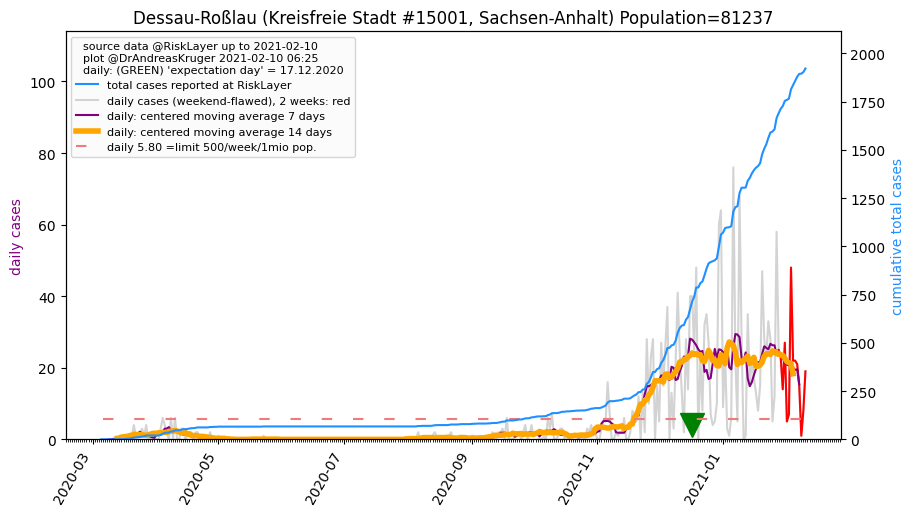 Dessau-Roßlau (Kreisfreie Stadt #15001, Sachsen-Anhalt) Population=81237
source data @RiskLayer up to 2021-02-10
plot @DrAndreasKruger 2021-02-10 06:25
daily: (GREEN) 'expectation day' = 17.12.2020
total cases reported at RiskLayer
daily cases (weekend-flawed), 2 weeks: red
daily: centered moving average 7 days
daily: centered moving average 14 days
daily 5.80 =limit 500/week/1mio pop.
daily cases
100
80
60
40
20
0
cumulative total cases
2000
1750
1500
1250
1000
750
500
250
0
2020-03
2020-05
2020-07
2020-09
2020-11
2021-01